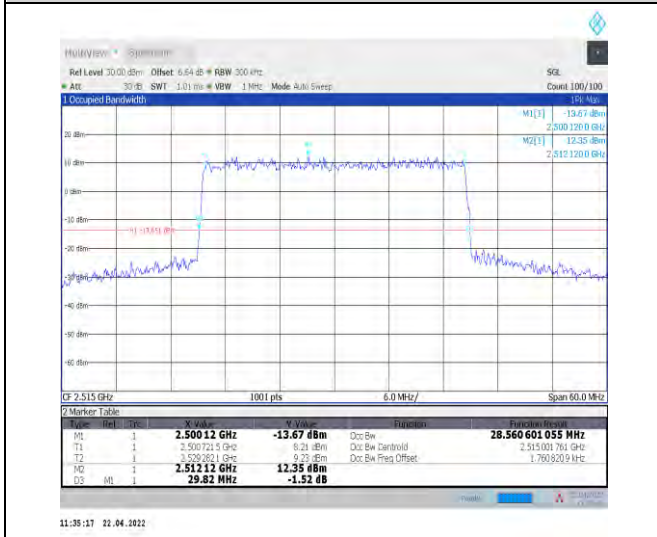 MultiView Spectrum
Ref Level 30.00 dBm Offset 6.64 dB RBW 300 kHz SGL
Att 30 dB SWT 1.01 ms VBW 1 MHz Mode Auto Sweep Count 100/100
1 Occupied Bandwidth 1Pk Max
M1[1] -13.67 dBm
2.500 120 0 GHz
20 dBm
M2[1] 12.35 dBm
2.512 120 0 GHz
10 dBm
0 dBm
-10 dBm
-20 dBm
-30 dBm
-40 dBm
-50 dBm
-60 dBm
CF 2.515 GHz 1001 pts 6.0 MHz/ Span 60.0 MHz
2 Marker Table
Type Ref Trc X-Value Y-Value Function Function Result
M1 1 2.500 12 GHz -13.67 dBm Occ Bw 28.560 601 055 MHz
T1 1 2.500 721 5 GHz 8.21 dBm Occ Bw Centroid 2.515 001 761 GHz
T2 1 2.529 282 1 GHz 9.23 dBm Occ Bw Freq Offset 1.760 820 9 kHz
M2 1 2.512 12 GHz 12.35 dBm
D3 M1 1 29.82 MHz -1.52 dB
11:35:17 22.04.2022